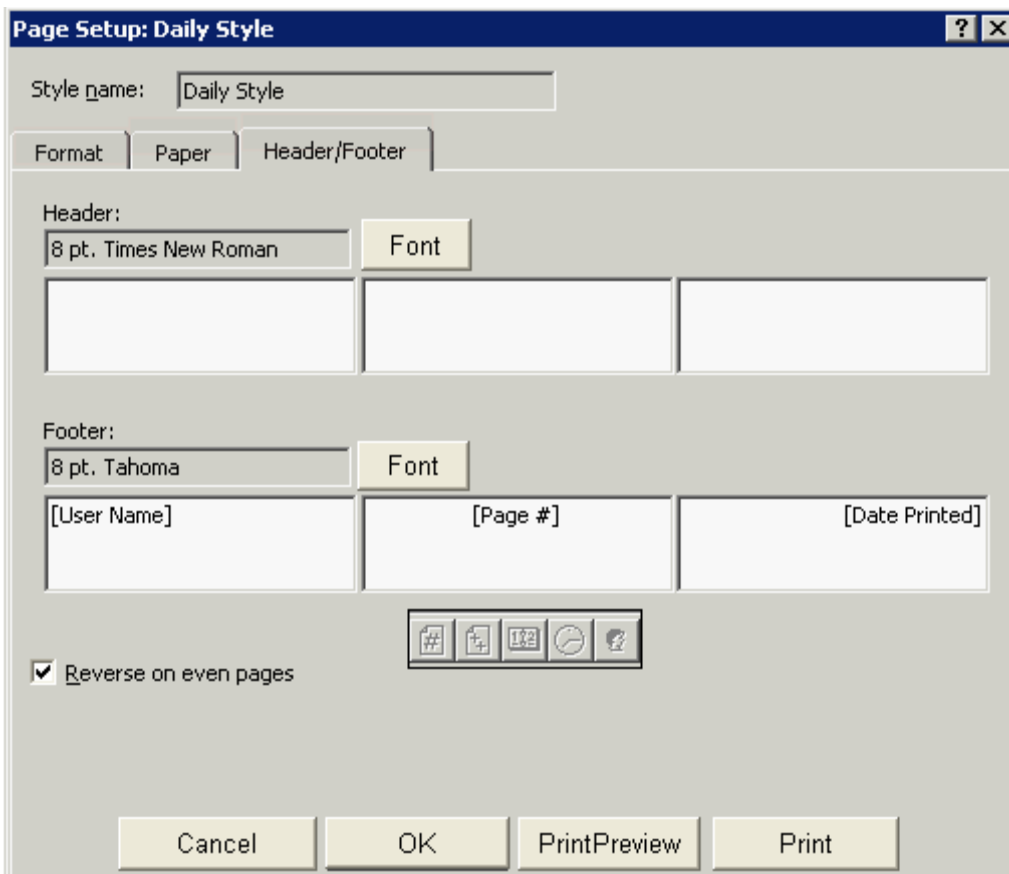 Page Setup: Daily Style
Style name: Daily Style
Format Paper Header/Footer
Header:
8 pt. Times New Roman Font
Footer:
8 pt. Tahoma Font
[User Name] [Page #] [Date Printed]
Reverse on even pages
Cancel OK PrintPreview Print